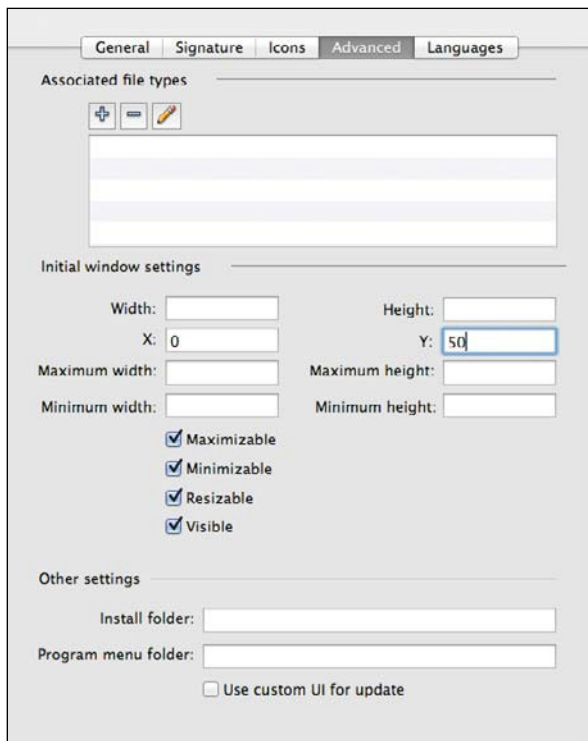 General Signature Icons Advanced Languages
Associated file types
Initial window settings
Width: Height:
X: 0 Y: 50
Maximum width: Maximum height:
Minimum width: Minimum height:
Maximizable
Minimizable
Resizable
Visible
Other settings
Install folder:
Program menu folder:
Use custom UI for update